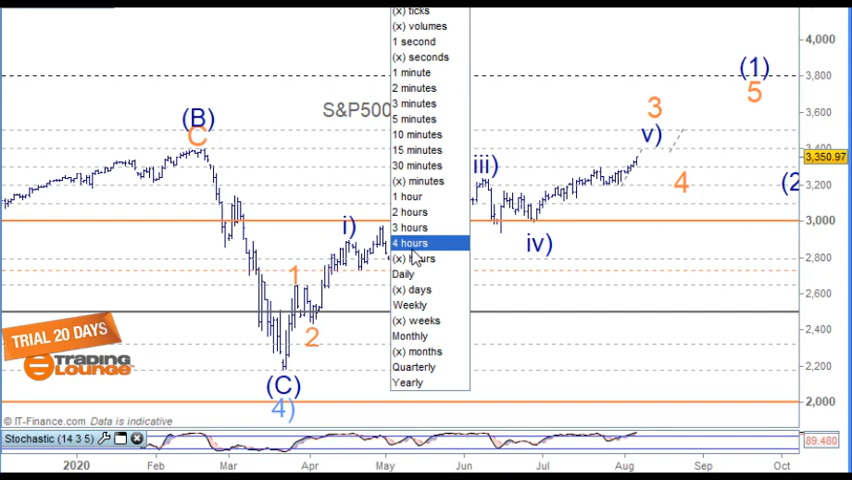 (x) ticks
(x) volumes
1 second
(x) seconds
1 minute
2 minutes
3 minutes
5 minutes
10 minutes
15 minutes
30 minutes
(x) minutes
1 hour
2 hours
3 hours
4 hours
(x) hours
Daily
(x) days
Weekly
(x) weeks
Monthly
(x) months
Quarterly
Yearly
S&P500
(B)
C
1
2
(C)
4)
i)
iii)
iv)
v)
3
4
5
(1)
(2
4,000
3,800
3,600
3,400
3,350.97
3,200
3,000
2,800
2,600
2,400
2,200
2,000
TRIAL 20 DAYS
TRADING
LOUNGE
© IT-Finance.com Data is indicative
Stochastic (14 3 5)
89.480
2020 Feb Mar Apr May Jun Jul Aug Sep Oct